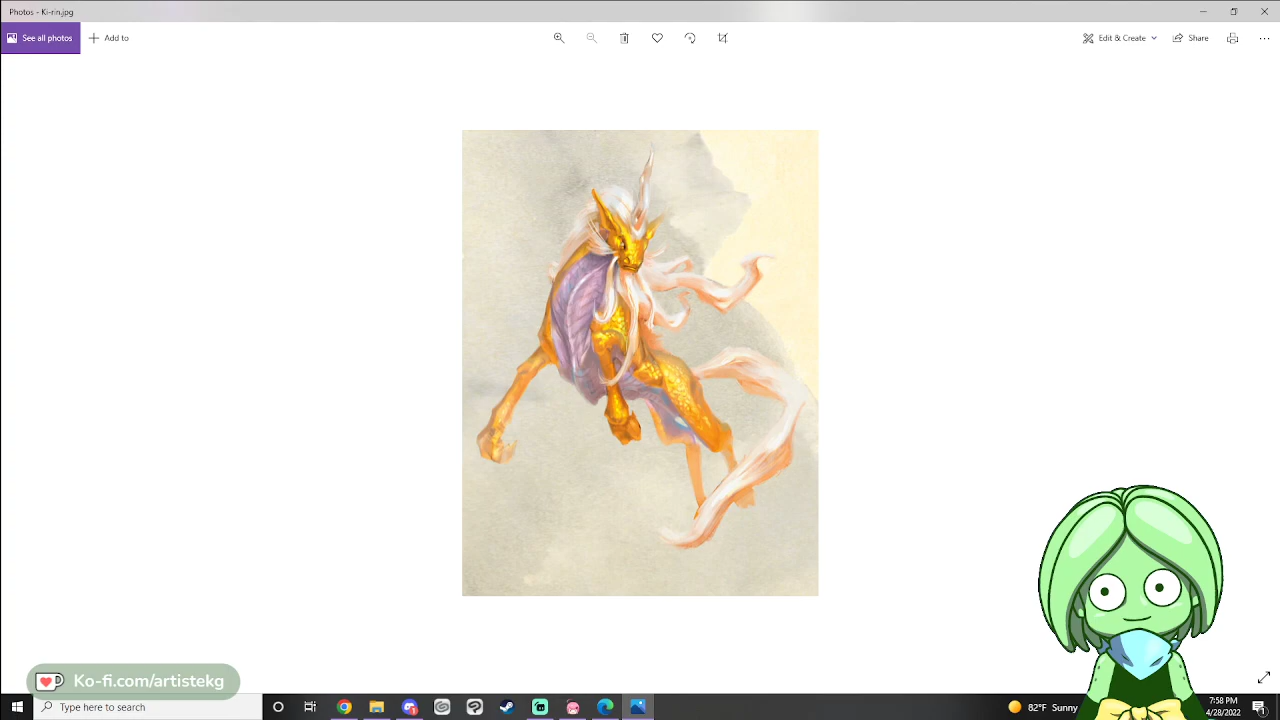 Photos - Ki-rin.jpg
See all photos
Add to
Edit & Create
Share
Ko-fi.com/artistekg
Type here to search
82°F Sunny
7:58 PM
4/28/2022